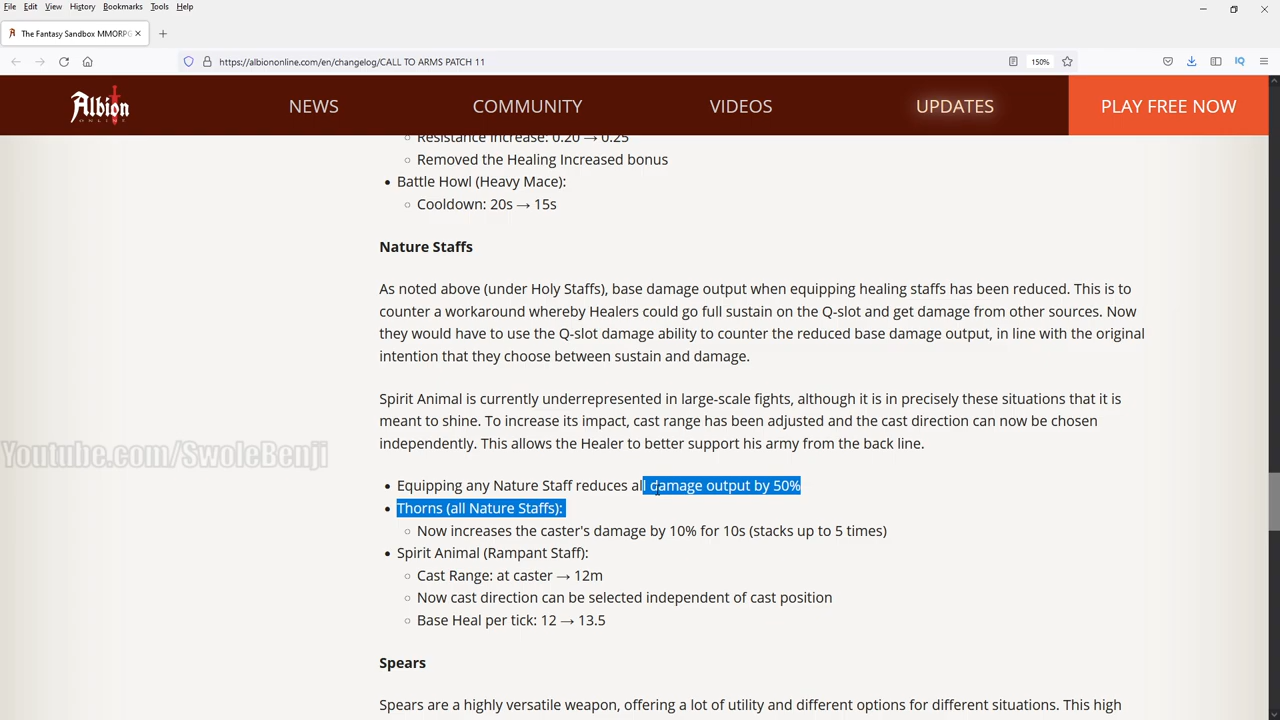 File Edit View History Bookmarks Tools Help
The Fantasy Sandbox MMORPG
https://albiononline.com/en/changelog/CALL TO ARMS PATCH 11
150%
IQ
Albion
ONLINE
NEWS COMMUNITY VIDEOS UPDATES PLAY FREE NOW
Resistance Increase: 0.20 → 0.25
Removed the Healing Increased bonus
Battle Howl (Heavy Mace):
Cooldown: 20s → 15s
Nature Staffs
As noted above (under Holy Staffs), base damage output when equipping healing staffs has been reduced. This is to
counter a workaround whereby Healers could go full sustain on the Q-slot and get damage from other sources. Now
they would have to use the Q-slot damage ability to counter the reduced base damage output, in line with the original
intention that they choose between sustain and damage.
Spirit Animal is currently underrepresented in large-scale fights, although it is in precisely these situations that it is
meant to shine. To increase its impact, cast range has been adjusted and the cast direction can now be chosen
independently. This allows the Healer to better support his army from the back line.
Youtube.com/SwoleBenji
Equipping any Nature Staff reduces all damage output by 50%
Thorns (all Nature Staffs):
Now increases the caster's damage by 10% for 10s (stacks up to 5 times)
Spirit Animal (Rampant Staff):
Cast Range: at caster → 12m
Now cast direction can be selected independent of cast position
Base Heal per tick: 12 → 13.5
Spears
Spears are a highly versatile weapon, offering a lot of utility and different options for different situations. This high